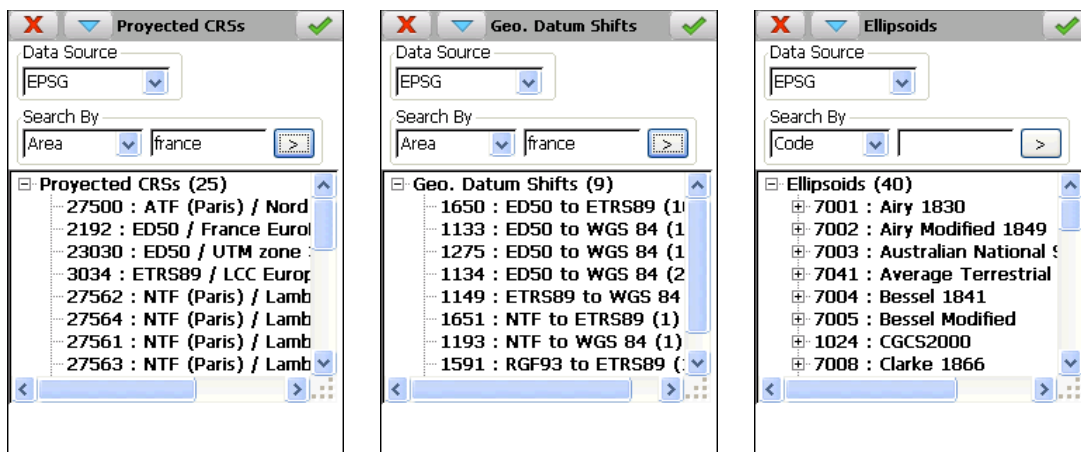 Proyected CRSs
Data Source
EPSG
Search By
Area france >
Proyected CRSs (25)
27500 : ATF (Paris) / Nord
2192 : ED50 / France Eurol
23030 : ED50 / UTM zone
3034 : ETRS89 / LCC Europ
27562 : NTF (Paris) / Lamb
27564 : NTF (Paris) / Lamb
27561 : NTF (Paris) / Lamb
27563 : NTF (Paris) / Lamb
Geo. Datum Shifts
Data Source
EPSG
Search By
Area france >
Geo. Datum Shifts (9)
1650 : ED50 to ETRS89 (1
1133 : ED50 to WGS 84 (1
1275 : ED50 to WGS 84 (1
1134 : ED50 to WGS 84 (2
1149 : ETRS89 to WGS 84
1651 : NTF to ETRS89 (1)
1193 : NTF to WGS 84 (1)
1591 : RGF93 to ETRS89 (
Ellipsoids
Data Source
EPSG
Search By
Code >
Ellipsoids (40)
7001 : Airy 1830
7002 : Airy Modified 1849
7003 : Australian National
7041 : Average Terrestrial
7004 : Bessel 1841
7005 : Bessel Modified
1024 : CGCS2000
7008 : Clarke 1866